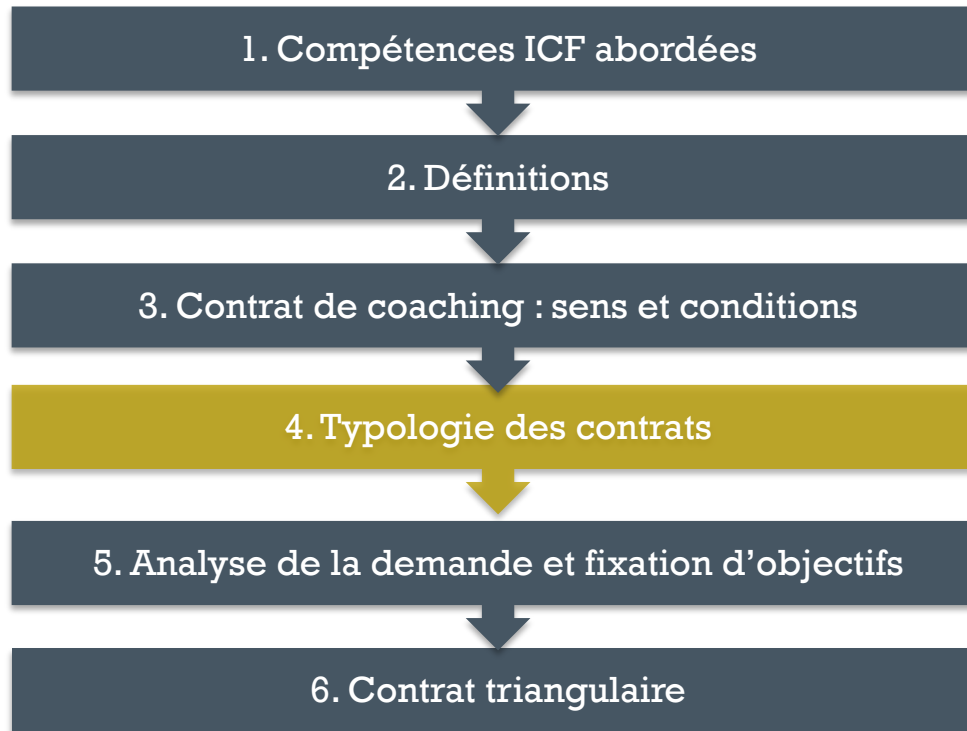 1. Compétences ICF abordées
2. Définitions
3. Contrat de coaching : sens et conditions
4. Typologie des contrats
5. Analyse de la demande et fixation d’objectifs
6. Contrat triangulaire